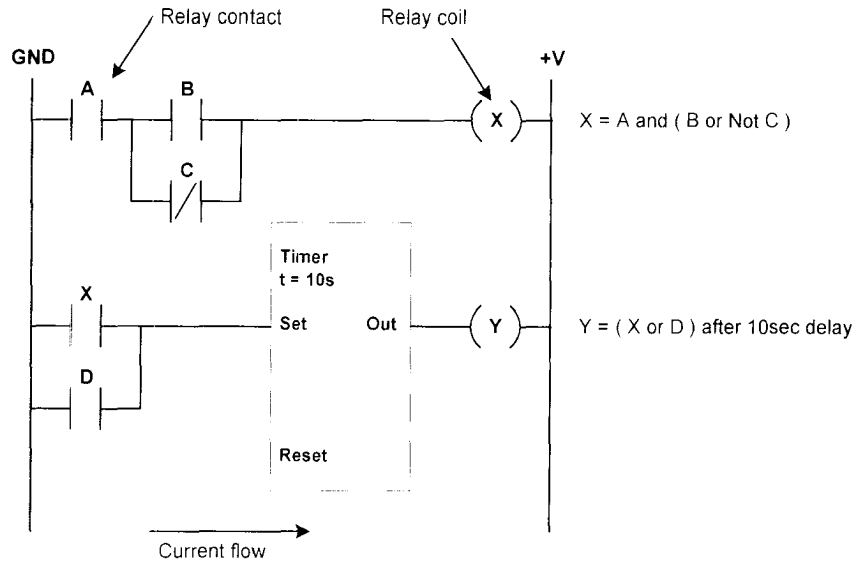 Relay contact
Relay coil
GND
+V
A
B
X
X = A and ( B or Not C )
C
Timer
t = 10s
X
Set
Out
Y
Y = ( X or D ) after 10sec delay
D
Reset
Current flow